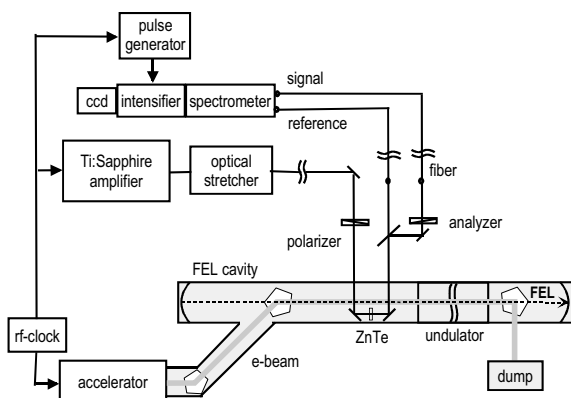 pulse
generator
signal
ccd
intensifier
spectrometer
reference
Ti:Sapphire
amplifier
optical
stretcher
fiber
polarizer
analyzer
FEL cavity
FEL
ZnTe
undulator
rf-clock
e-beam
accelerator
dump